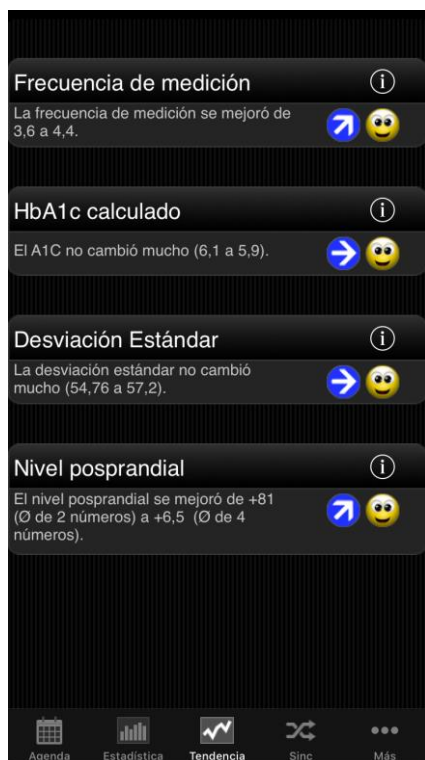 Frecuencia de medición
La frecuencia de medición se mejoró de
3,6 a 4,4.
HbA1c calculado
El A1C no cambió mucho (6,1 a 5,9).
Desviación Estándar
La desviación estándar no cambió
mucho (54,76 a 57,2).
Nivel posprandial
El nivel posprandial se mejoró de +81
(Ø de 2 números) a +6,5 (Ø de 4
números).
Agenda Estadística Tendencia Sinc Más